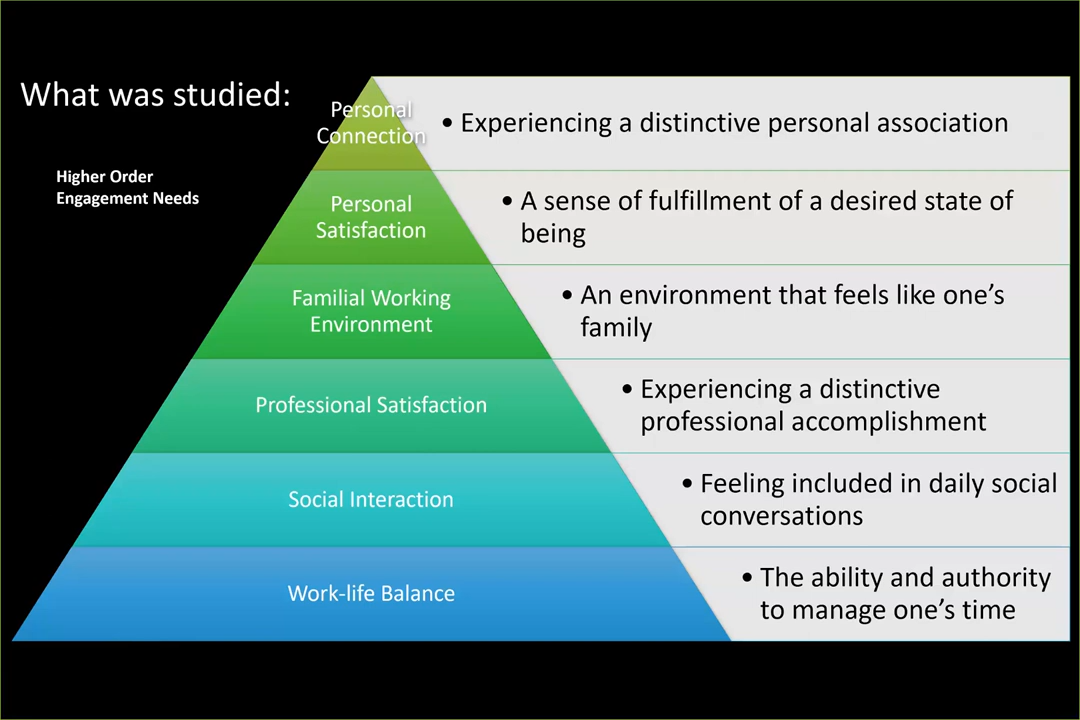 What was studied:
Higher Order
Engagement Needs
Personal
Connection
• Experiencing a distinctive personal association
Personal
Satisfaction
• A sense of fulfillment of a desired state of
being
Familial Working
Environment
• An environment that feels like one’s
family
Professional Satisfaction
• Experiencing a distinctive
professional accomplishment
Social Interaction
• Feeling included in daily social
conversations
Work-life Balance
• The ability and authority
to manage one’s time